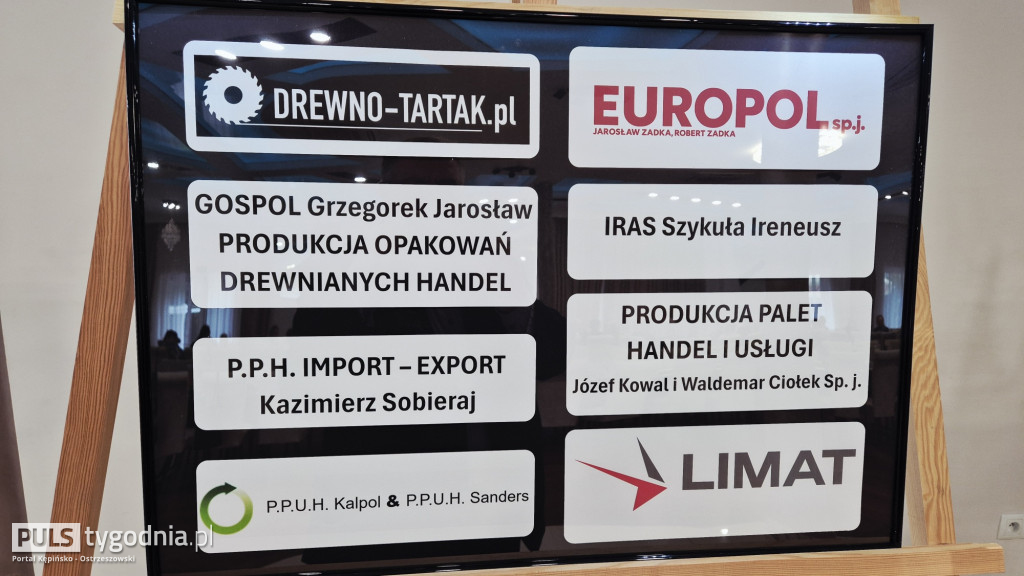 DREWNO-TARTAK.pl
EUROPOL sp.j.
JAROSŁAW ZADKA, ROBERT ZADKA
GOSPOL Grzegorek Jarosław
PRODUKCJA OPAKOWAŃ
DREWNIANYCH HANDEL
IRAS Szykuła Ireneusz
P.P.H. IMPORT – EXPORT
Kazimierz Sobieraj
PRODUKCJA PALET
HANDEL I USŁUGI
Józef Kowal i Waldemar Ciołek Sp. j.
P.P.U.H. Kalpol & P.P.U.H. Sanders
LIMAT
PULStygodnia.pl
Portal Kępińsko - Ostrzeszowski